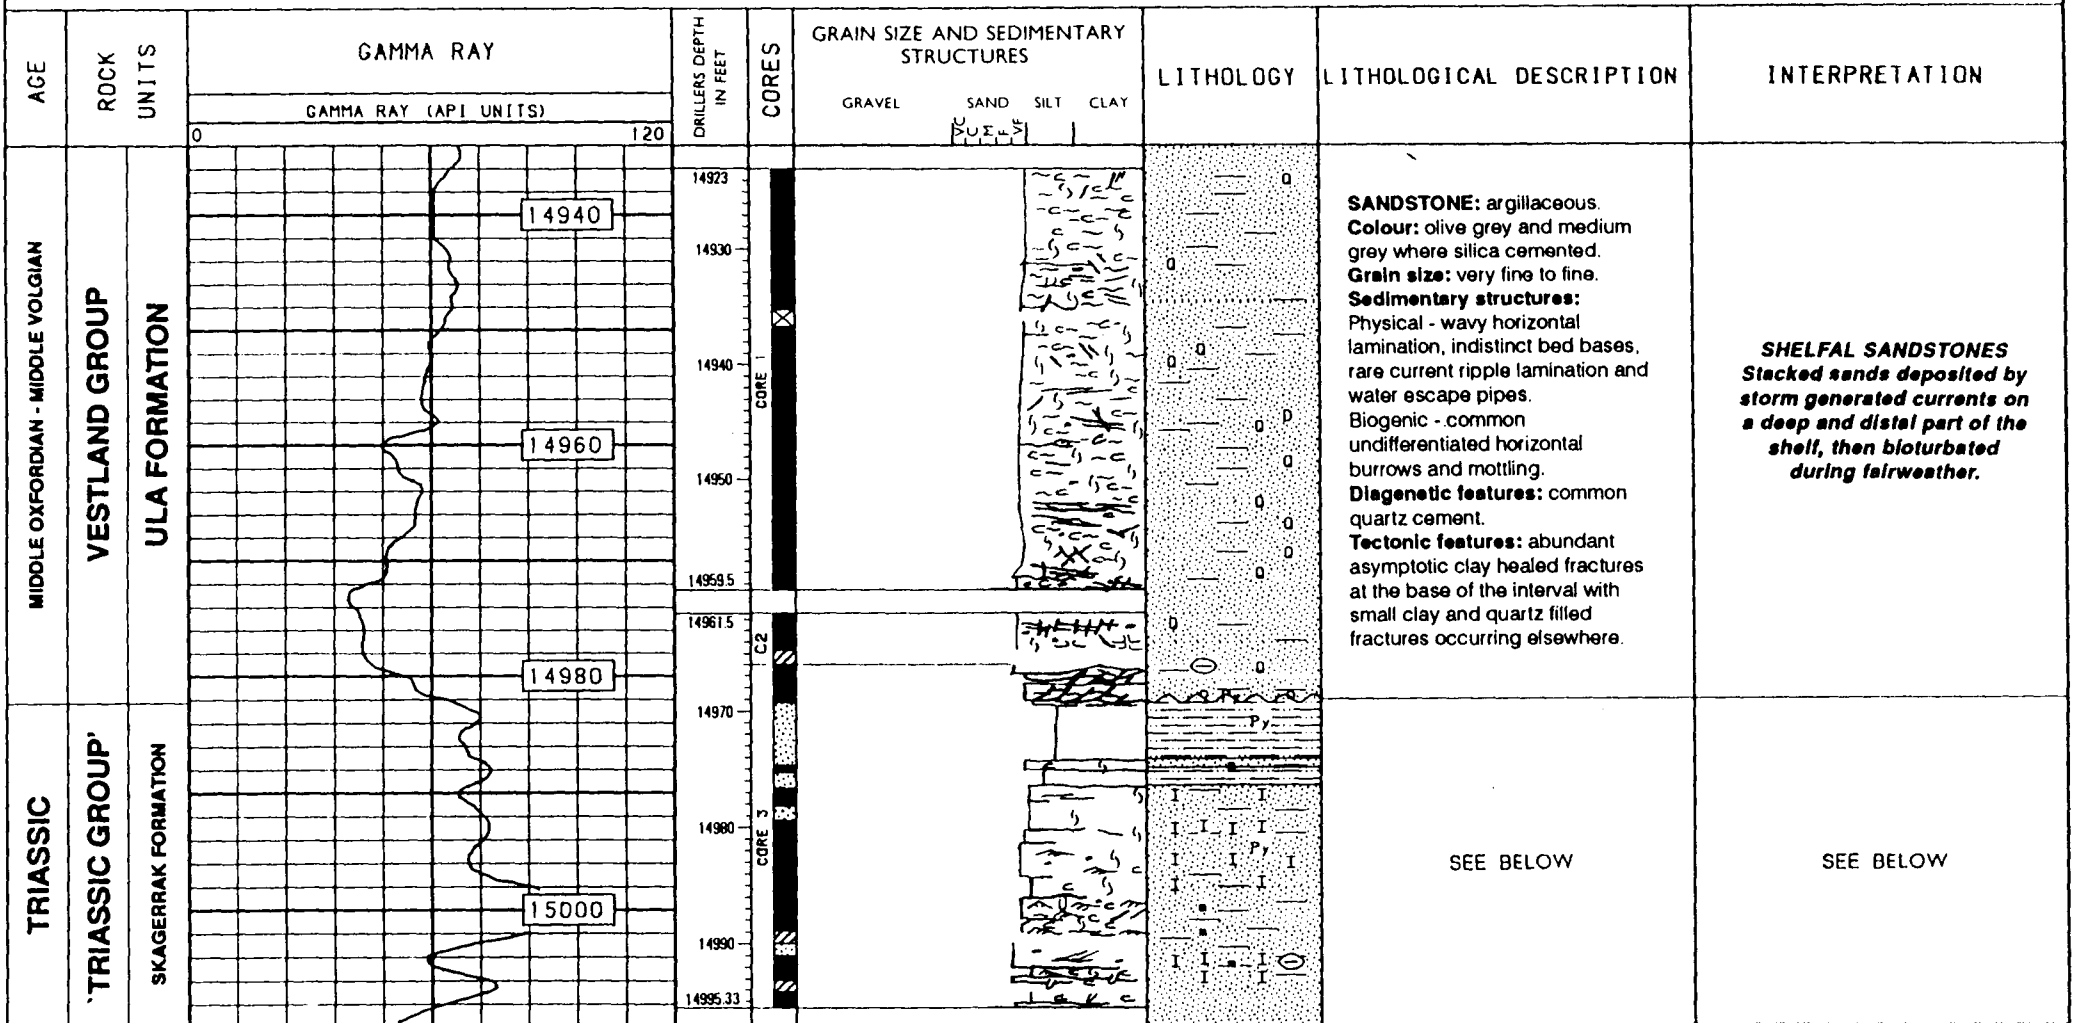 AGE
ROCK
UNITS
GAMMA RAY
GAMMA RAY (API UNITS)
0
120
DRILLERS DEPTH
IN FEET
CORES
GRAIN SIZE AND SEDIMENTARY
STRUCTURES
GRAVEL
SAND
SILT
CLAY
VC
C
M
F
VF
LITHOLOGY
LITHOLOGICAL DESCRIPTION
INTERPRETATION
MIDDLE OXFORDIAN - MIDDLE VOLGIAN
VESTLAND GROUP
ULA FORMATION
TRIASSIC
'TRIASSIC GROUP'
SKAGERRAK FORMATION
14940
14960
14980
15000
14923
14930
14940
14950
14959.5
14961.5
14970
14980
14990
14995.33
CORE 1
C2
CORE 3
Py
Py
SANDSTONE: argillaceous.
Colour: olive grey and medium
grey where silica cemented.
Grain size: very fine to fine.
Sedimentary structures:
Physical - wavy horizontal
lamination, indistinct bed bases,
rare current ripple lamination and
water escape pipes.
Biogenic - common
undifferentiated horizontal
burrows and mottling.
Diagenetic features: common
quartz cement.
Tectonic features: abundant
asymptotic clay healed fractures
at the base of the interval with
small clay and quartz filled
fractures occurring elsewhere.
SHELFAL SANDSTONES
Stacked sands deposited by
storm generated currents on
a deep and distal part of the
shelf, then bioturbated
during fairweather.
SEE BELOW
SEE BELOW